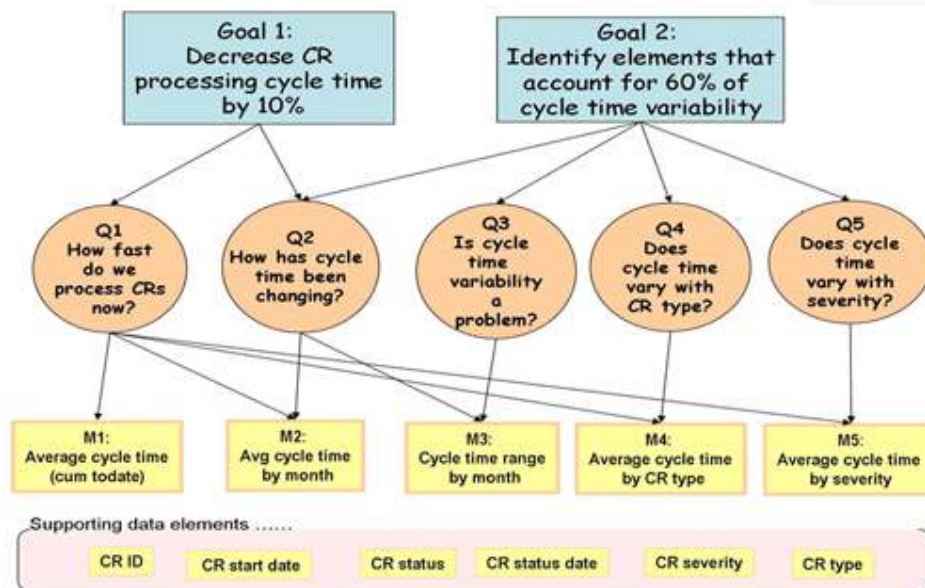 Goal 1:
Decrease CR
processing cycle time
by 10%
Goal 2:
Identify elements that
account for 60% of
cycle time variability
Q1
How fast
do we
process CRs
now?
Q2
How has cycle
time been
changing?
Q3
Is cycle
time
variability
a
problem?
Q4
Does
cycle time
vary with
CR type?
Q5
Does cycle
time
vary with
severity?
M1:
Average cycle time
(cum todate)
M2:
Avg cycle time
by month
M3:
Cycle time range
by month
M4:
Average cycle time
by CR type
M5:
Average cycle time
by severity
Supporting data elements ......
CR ID
CR start date
CR status
CR status date
CR severity
CR type